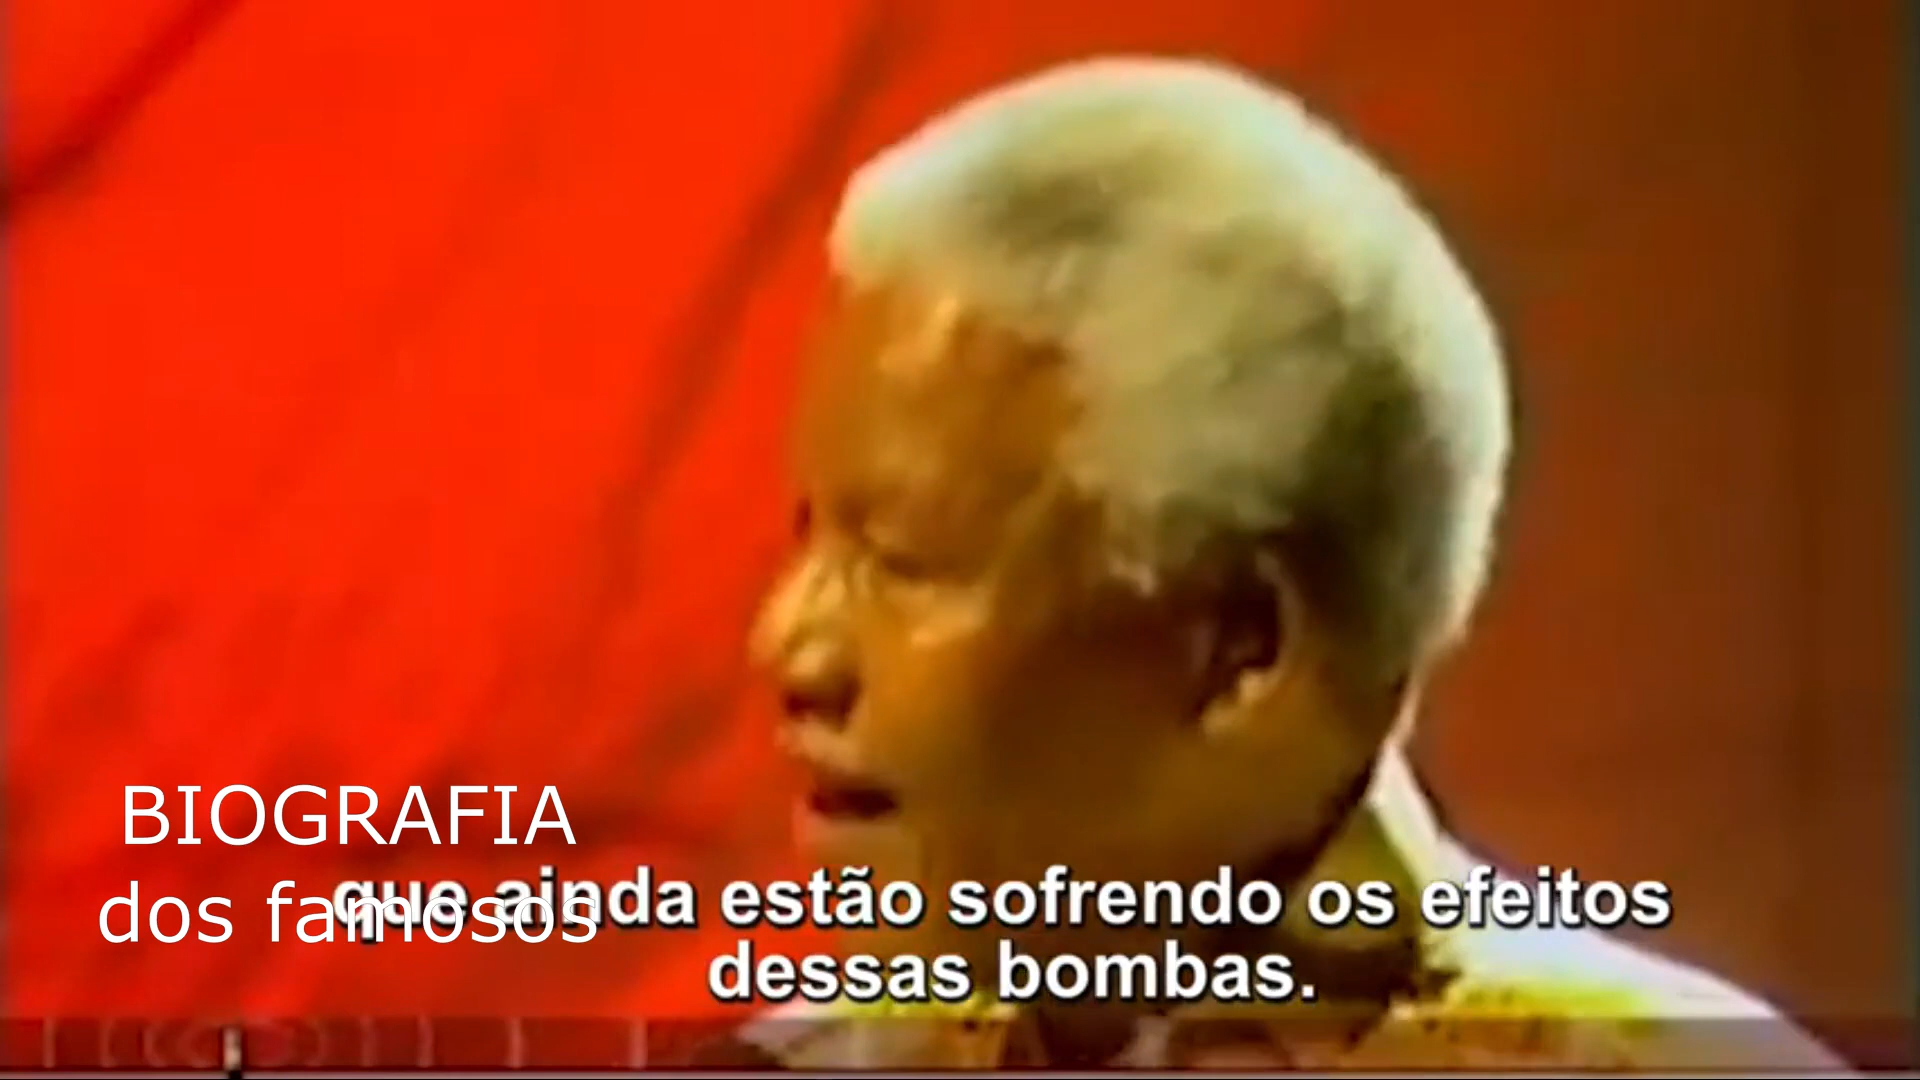 BIOGRAFIA
dos famosos
que ainda estão sofrendo os efeitos
dessas bombas.